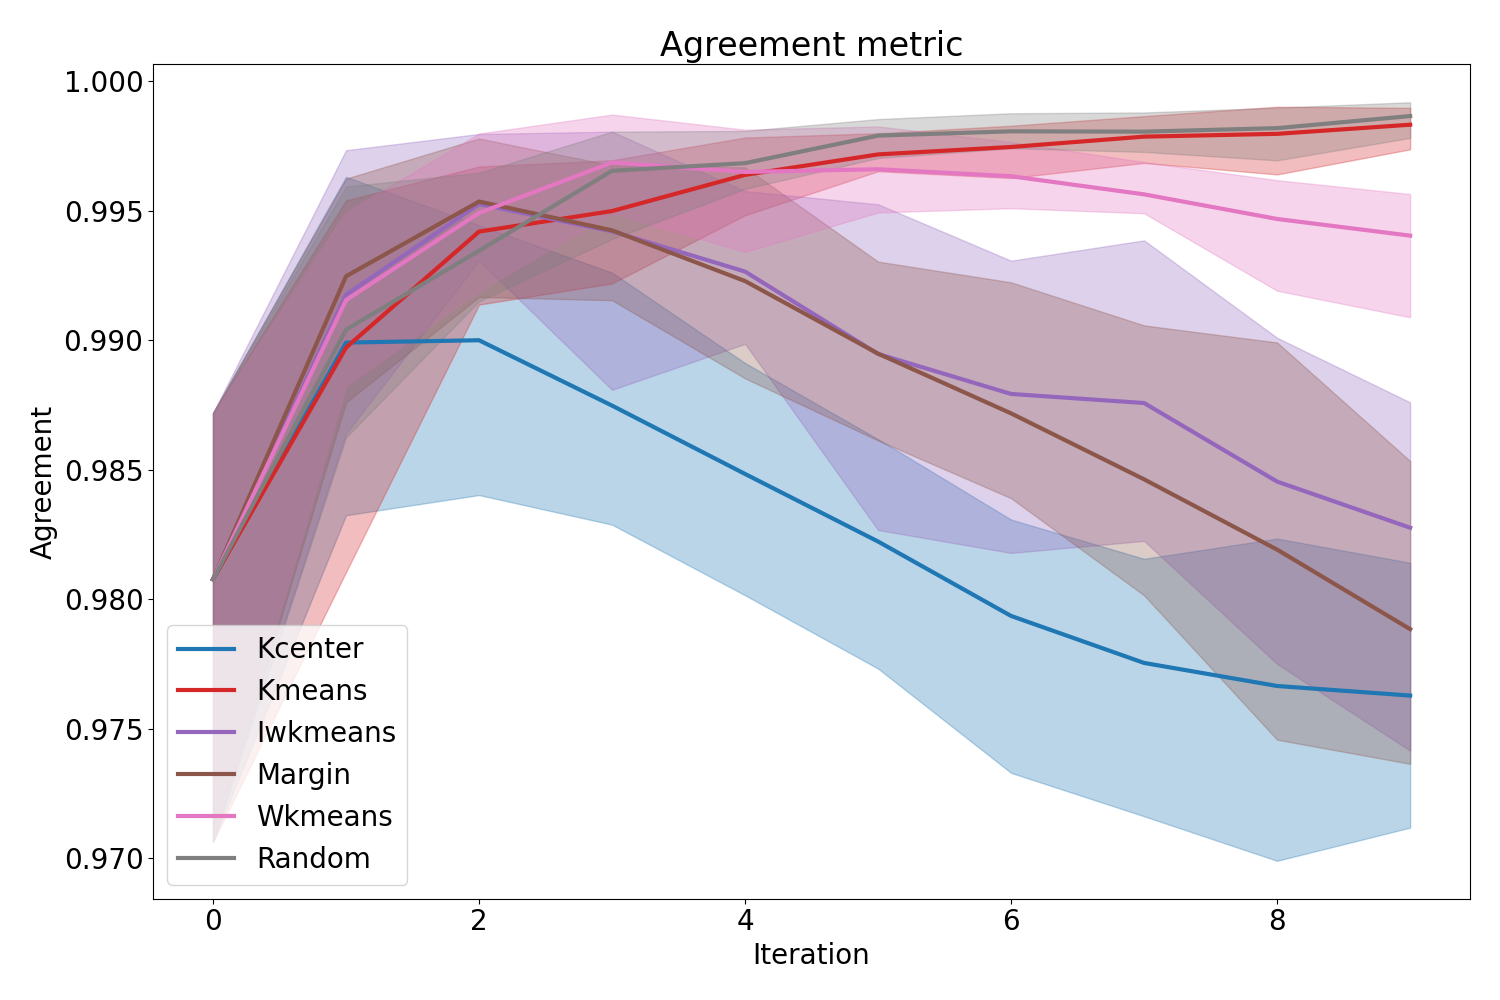 Agreement metric
1.000
0.995
0.990
0.985
0.980
0.975
0.970
Agreement
Kcenter
Kmeans
Iwkmeans
Margin
Wkmeans
Random
0 2 4 6 8
Iteration